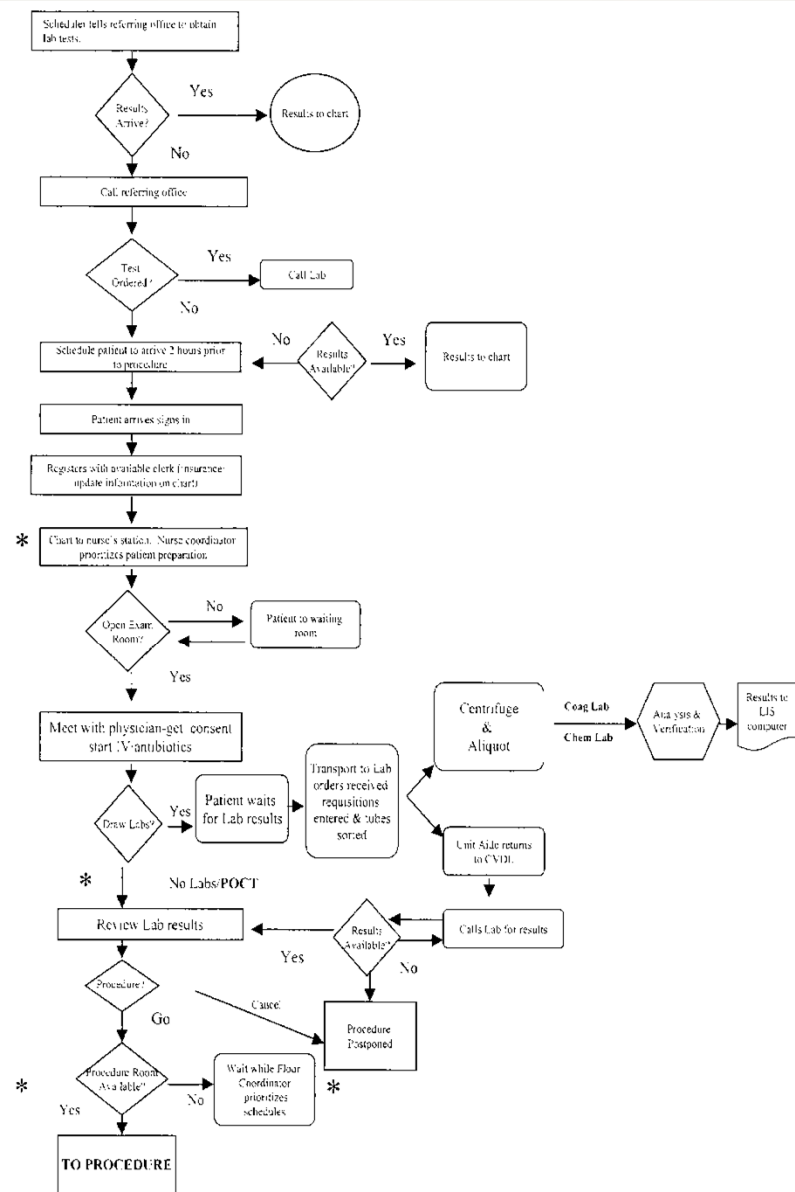 Scheduler tells referring office to obtain
lab tests.
Results
Arrive?
Yes
Results to chart
No
Call referring office
Test
Ordered?
Yes
Call Lab
No
Schedule patient to arrive 2 hours prior
to procedure
No
Results
Available?
Yes
Results to chart
Patient arrives signs in
Registers with available clerk (insurance-
update information on chart)
*
Chart to nurse's station. Nurse coordinator
prioritizes patient preparation.
Open Exam
Room?
No
Patient to waiting
room
Yes
Meet with physician-get consent
start IV-antibiotics
Draw Labs?
Yes
Patient waits
for Lab results
Transport to Lab
orders received
requisitions
entered & tubes
sorted
Centrifuge
&
Aliquot
Coag Lab
Chem Lab
Analysis &
Verification
Results to
LIS
computer
Unit Aide returns
to CVDL
Calls Lab for results
*
No Labs/POCT
Review Lab results
Yes
Results
Available?
No
Procedure?
Cancel
Procedure
Postponed
Go
*
Procedure Room
Available?
No
Wait while Floor
Coordinator
prioritizes
schedules
*
Yes
TO PROCEDURE